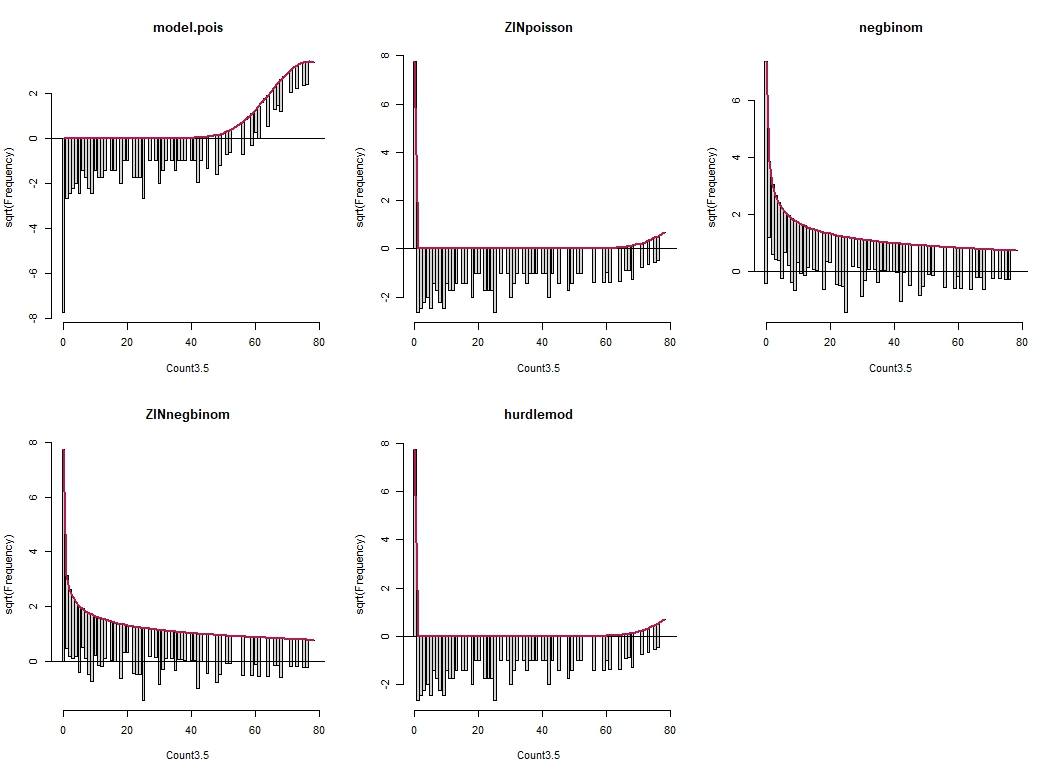 model.pois
sqrt(Frequency)
2
0
-2
-4
-6
-8
0 20 40 60 80
Count3.5
ZINpoisson
sqrt(Frequency)
8
6
4
2
0
-2
0 20 40 60 80
Count3.5
negbinom
sqrt(Frequency)
6
4
2
0
0 20 40 60 80
Count3.5
ZINnegbinom
sqrt(Frequency)
8
6
4
2
0
0 20 40 60 80
Count3.5
hurdlemod
sqrt(Frequency)
8
6
4
2
0
-2
0 20 40 60 80
Count3.5